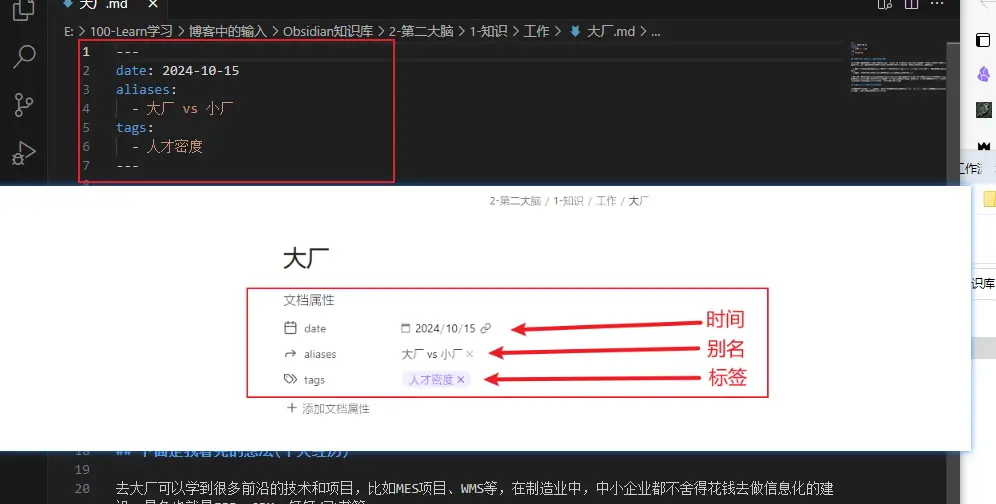 大厂.md
E: > 100-Learn学习 > 博客中的输入 > Obsidian知识库 > 2-第二大脑 > 1-知识 > 工作 > 大厂.md > ...
1 ---
2 date: 2024-10-15
3 aliases:
4 - 大厂 vs 小厂
5 tags:
6 - 人才密度
7 ---
2-第二大脑 / 1-知识 / 工作 / 大厂
大厂
文档属性
date 2024/10/15 时间
aliases 大厂 vs 小厂 × 别名
tags 人才密度 × 标签
+ 添加文档属性
识库
19
20 去大厂可以学到很多前沿的技术和项目，比如MES项目、WMS等，在制造业中，中小企业都不舍得花钱去做信息化的建